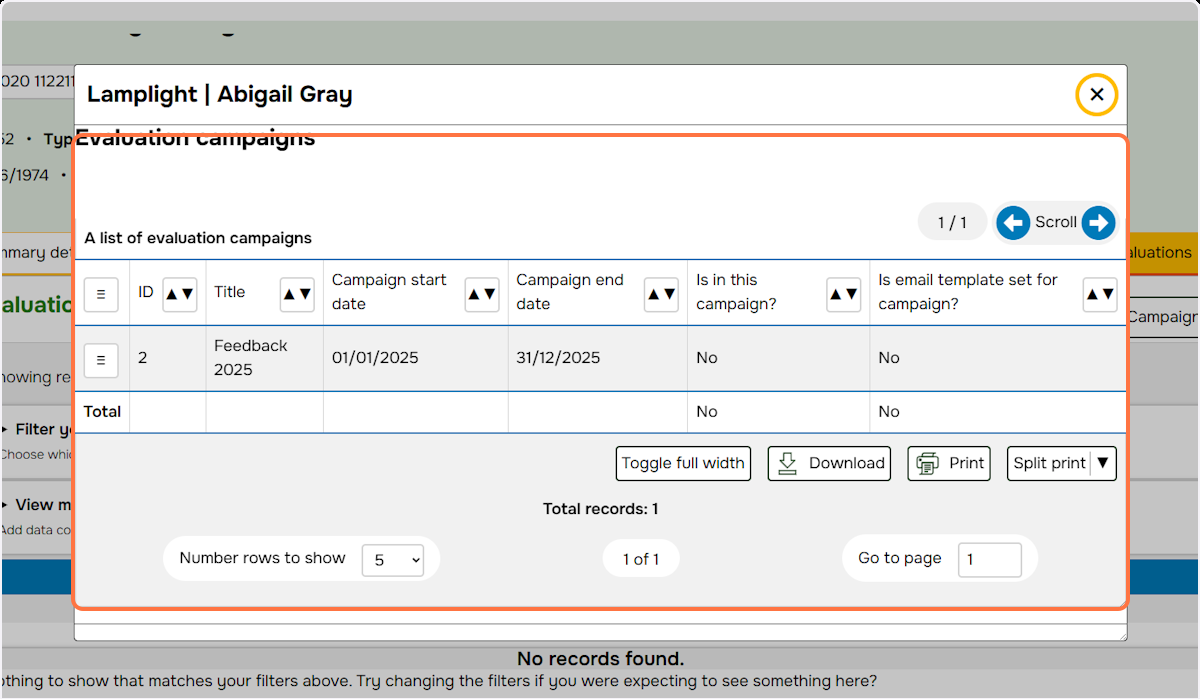 020 112211
Lamplight | Abigail Gray
52 • Typ
Evaluation campaigns
6/1974 •
1 / 1
Scroll
A list of evaluation campaigns
nmary det
aluations
ID ▲▼ Title ▲▼ Campaign start date ▲▼ Campaign end date ▲▼ Is in this campaign? ▲▼ Is email template set for campaign? ▲▼
aluatio
Campaign
2 Feedback 2025 01/01/2025 31/12/2025 No No
howing re
Total No No
Filter y
Choose whic
Toggle full width Download Print Split print ▼
View m
Add data co
Total records: 1
Number rows to show 5
1 of 1
Go to page 1
No records found.
othing to show that matches your filters above. Try changing the filters if you were expecting to see something here?